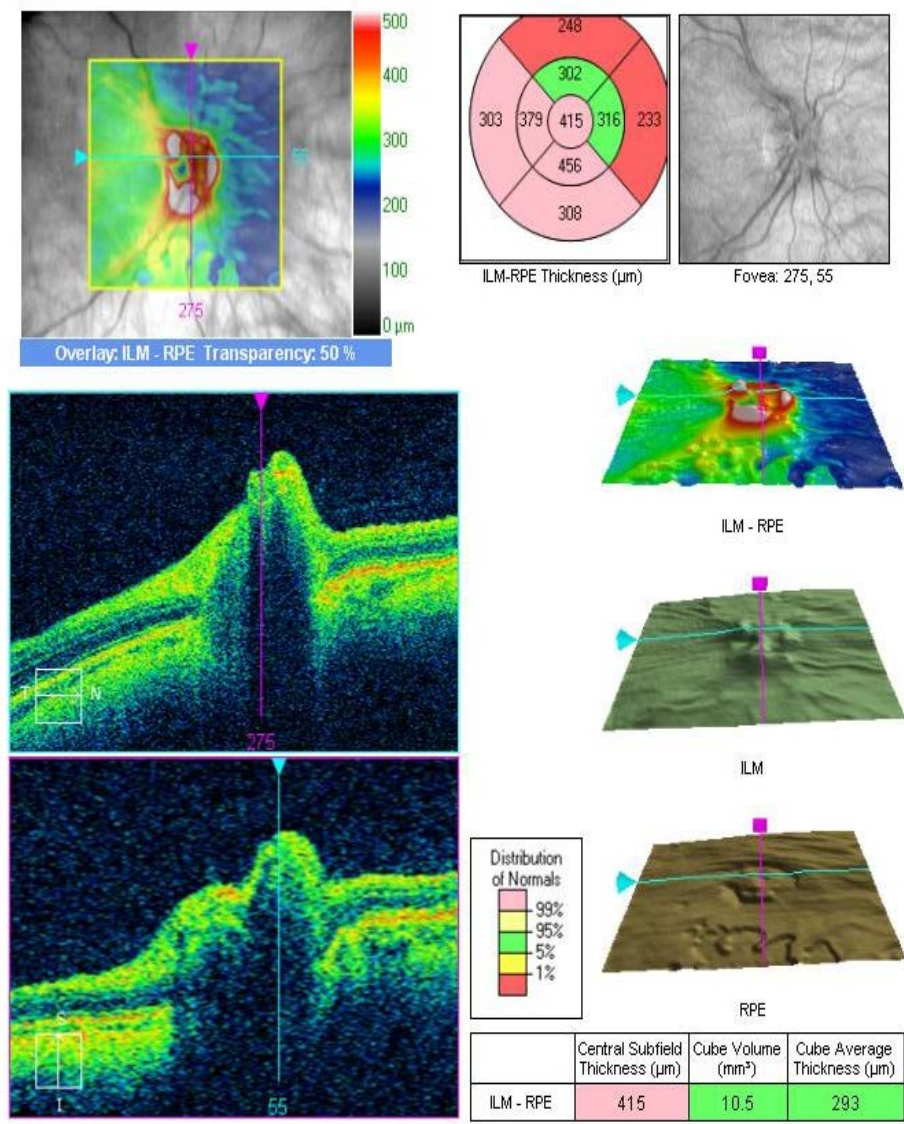 500
400
300
200
100
0 µm
55
275
Overlay: ILM - RPE Transparency: 50 %
248
302
303
379
415
316
233
456
308
ILM-RPE Thickness (µm)
Fovea: 275, 55
ILM - RPE
T
N
275
ILM
S
I
55
Distribution
of Normals
99%
95%
5%
1%
RPE
Central Subfield Thickness (µm) Cube Volume (mm³) Cube Average Thickness (µm)
ILM - RPE 415 10.5 293